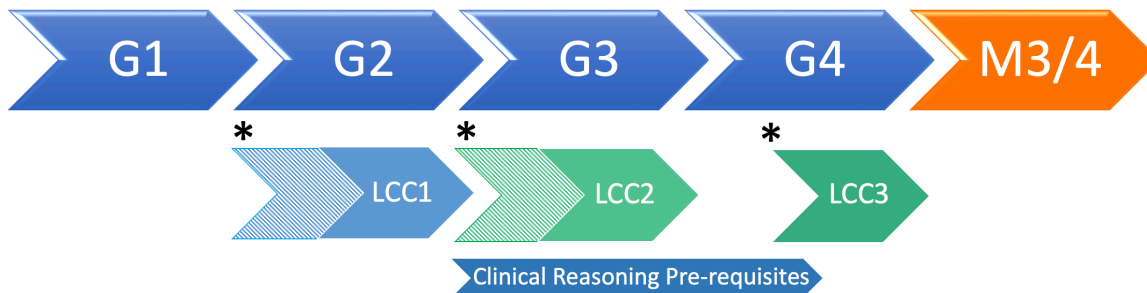 G1 G2 G3 G4 M3/4
* * *
LCC1 LCC2 LCC3
Clinical Reasoning Pre-requisites